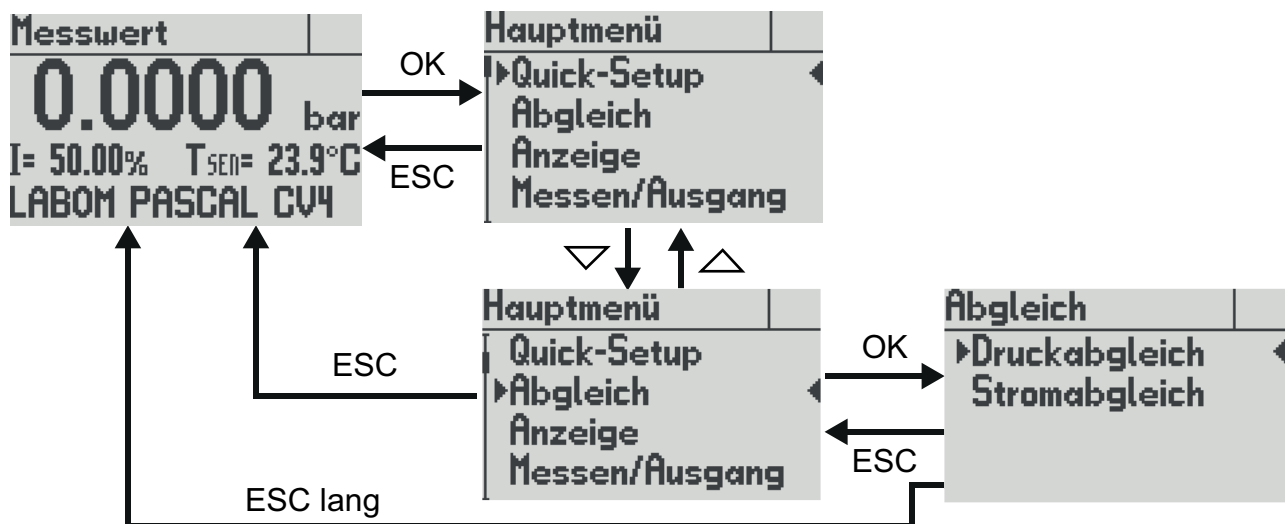 Messwert
0.0000 bar
I= 50.00% TSEN= 23.9°C
LABOM PASCAL CV4
OK
ESC
Hauptmenü
Quick-Setup
Abgleich
Anzeige
Messen/Ausgang
Hauptmenü
Quick-Setup
Abgleich
Anzeige
Messen/Ausgang
ESC
OK
ESC
Abgleich
Druckabgleich
Stromabgleich
ESC lang